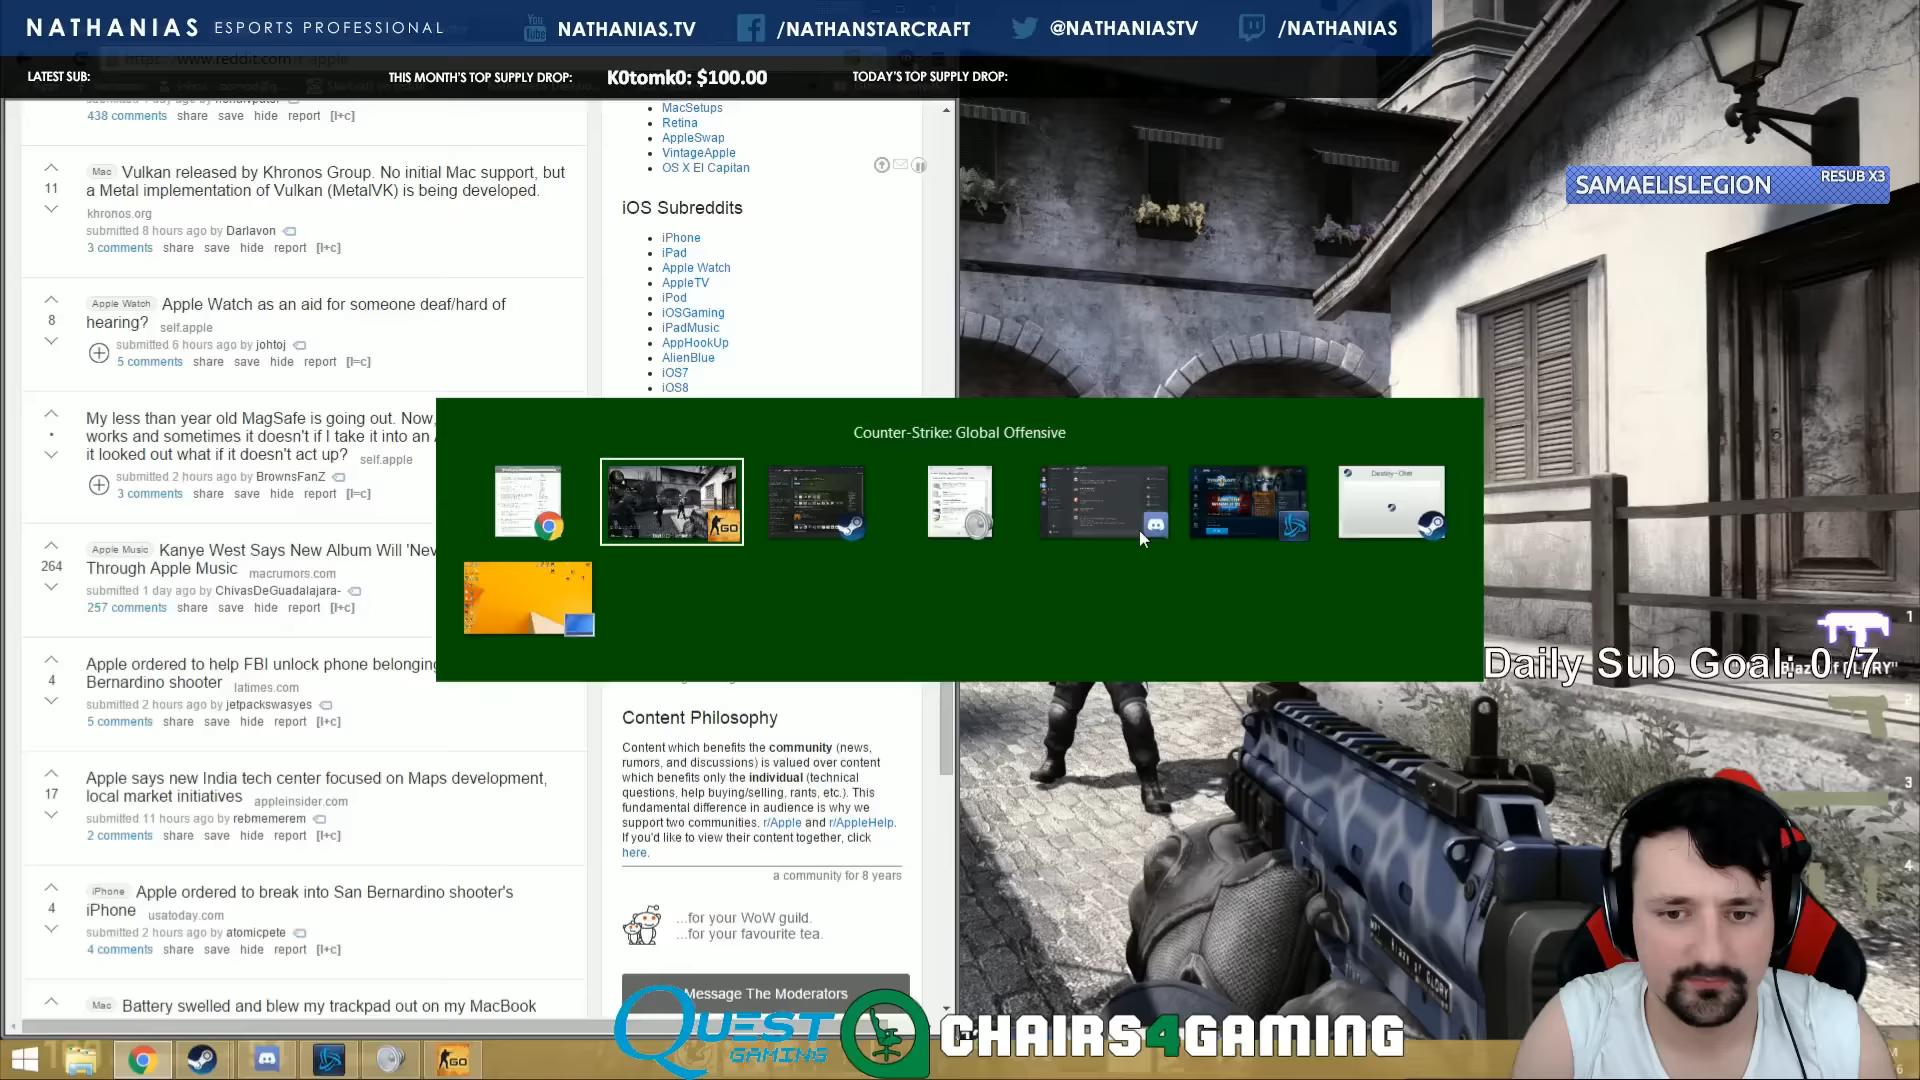 NATHANIAS ESPORTS PROFESSIONAL
You Tube NATHANIAS.TV
/NATHANSTARCRAFT
@NATHANIASTV
/NATHANIAS
LATEST SUB:
THIS MONTH'S TOP SUPPLY DROP: K0tomk0: $100.00
TODAY'S TOP SUPPLY DROP:
438 comments share save hide report [l+c]
11
Mac Vulkan released by Khronos Group. No initial Mac support, but
a Metal implementation of Vulkan (MetalVK) is being developed.
khronos.org
submitted 8 hours ago by Darlavon
3 comments share save hide report [l+c]
8
Apple Watch Apple Watch as an aid for someone deaf/hard of
hearing? self.apple
submitted 6 hours ago by johtoj
5 comments share save hide report [l=c]
My less than year old MagSafe is going out. Now,
works and sometimes it doesn't if I take it into an
it looked out what if it doesn't act up? self.apple
submitted 2 hours ago by BrownsFanZ
3 comments share save hide report [l=c]
264
Apple Music Kanye West Says New Album Will 'Nev
Through Apple Music macrumors.com
submitted 1 day ago by ChivasDeGuadalajara-
257 comments share save hide report [l+c]
4
Apple ordered to help FBI unlock phone belonging
Bernardino shooter latimes.com
submitted 2 hours ago by jetpackswasyes
5 comments share save hide report [l+c]
17
Apple says new India tech center focused on Maps development,
local market initiatives appleinsider.com
submitted 11 hours ago by rebmemerem
2 comments share save hide report [l+c]
4
iPhone Apple ordered to break into San Bernardino shooter's
iPhone usatoday.com
submitted 2 hours ago by atomicpete
4 comments share save hide report [l+c]
Mac Battery swelled and blew my trackpad out on my MacBook
MacSetups
Retina
AppleSwap
VintageApple
OS X El Capitan
iOS Subreddits
iPhone
iPad
Apple Watch
AppleTV
iPod
iOSGaming
iPadMusic
AppHookUp
AlienBlue
iOS7
iOS8
Counter-Strike: Global Offensive
GO
Destiny - Chat
Content Philosophy
Content which benefits the community (news,
rumors, and discussions) is valued over content
which benefits only the individual (technical
questions, help buying/selling, rants, etc.). This
fundamental difference in audience is why we
support two communities, r/Apple and r/AppleHelp.
If you'd like to view their content together, click
here.
a community for 8 years
...for your WoW guild.
...for your favourite tea.
Message The Moderators
SAMAELISLEGION RESUB X3
1
Daily Sub Goal: 0 /7
3
4
QUEST GAMING
CHAIRS4GAMING
GO